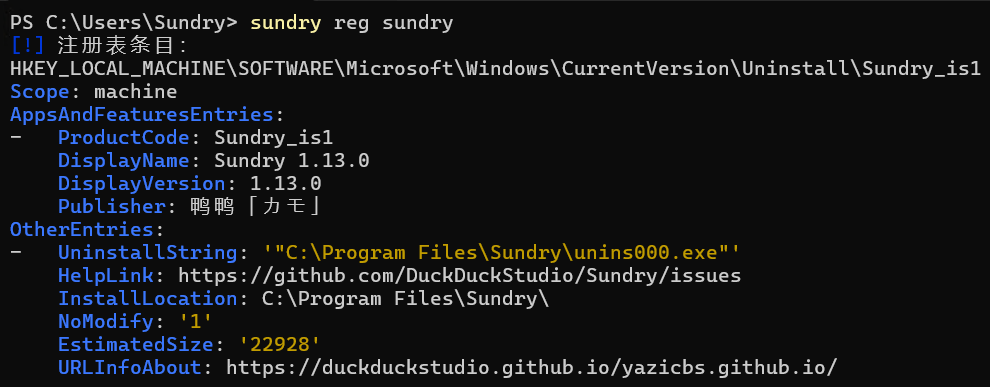 PS C:\Users\Sundry> sundry reg sundry
[!] 注册表条目:
HKEY_LOCAL_MACHINE\SOFTWARE\Microsoft\Windows\CurrentVersion\Uninstall\Sundry_is1
Scope: machine
AppsAndFeaturesEntries:
-   ProductCode: Sundry_is1
    DisplayName: Sundry 1.13.0
    DisplayVersion: 1.13.0
    Publisher: 鸭鸭「カモ」
OtherEntries:
-   UninstallString: '"C:\Program Files\Sundry\unins000.exe"'
    HelpLink: https://github.com/DuckDuckStudio/Sundry/issues
    InstallLocation: C:\Program Files\Sundry\
    NoModify: '1'
    EstimatedSize: '22928'
    URLInfoAbout: https://duckduckstudio.github.io/yazicbs.github.io/